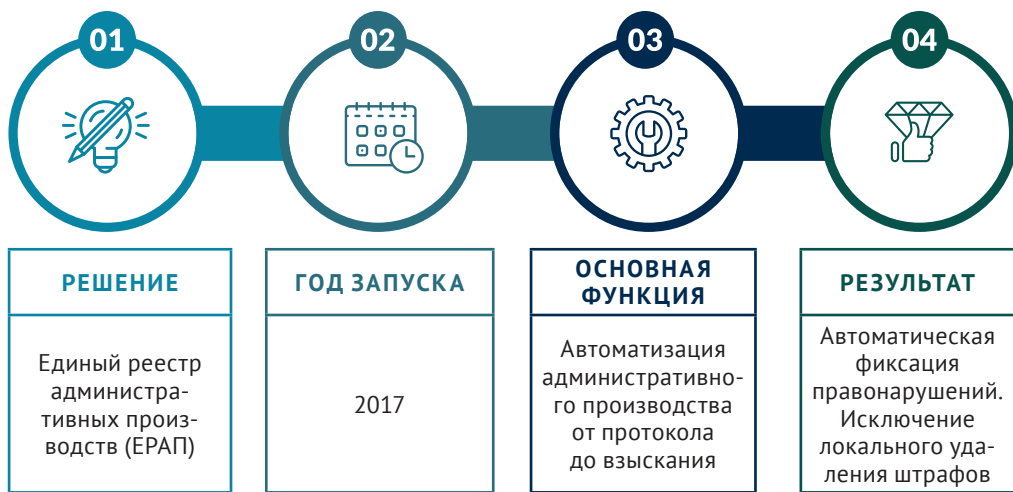 01
02
03
04
РЕШЕНИЕ
Единый реестр
администра-
тивных произ-
водств (ЕРАП)
ГОД ЗАПУСКА
2017
ОСНОВНАЯ
ФУНКЦИЯ
Автоматизация
административно-
го производства
от протокола
до взыскания
РЕЗУЛЬТАТ
Автоматическая
фиксация
правонарушений.
Исключение
локального уда-
ления штрафов